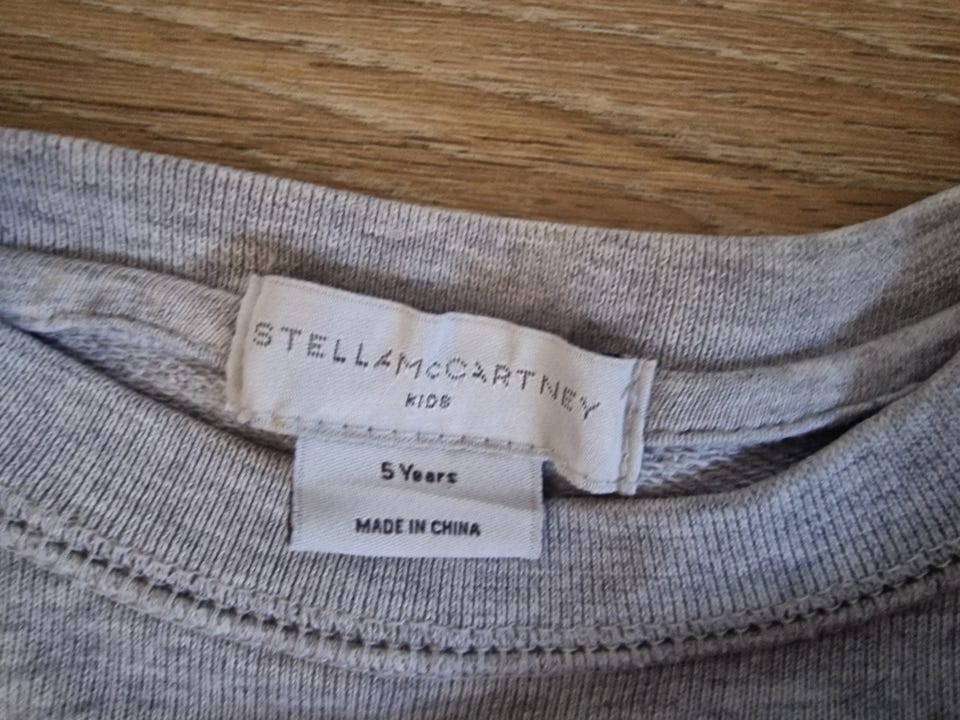 STELLAMcCARTNEY
KIDS
5 Years
MADE IN CHINA